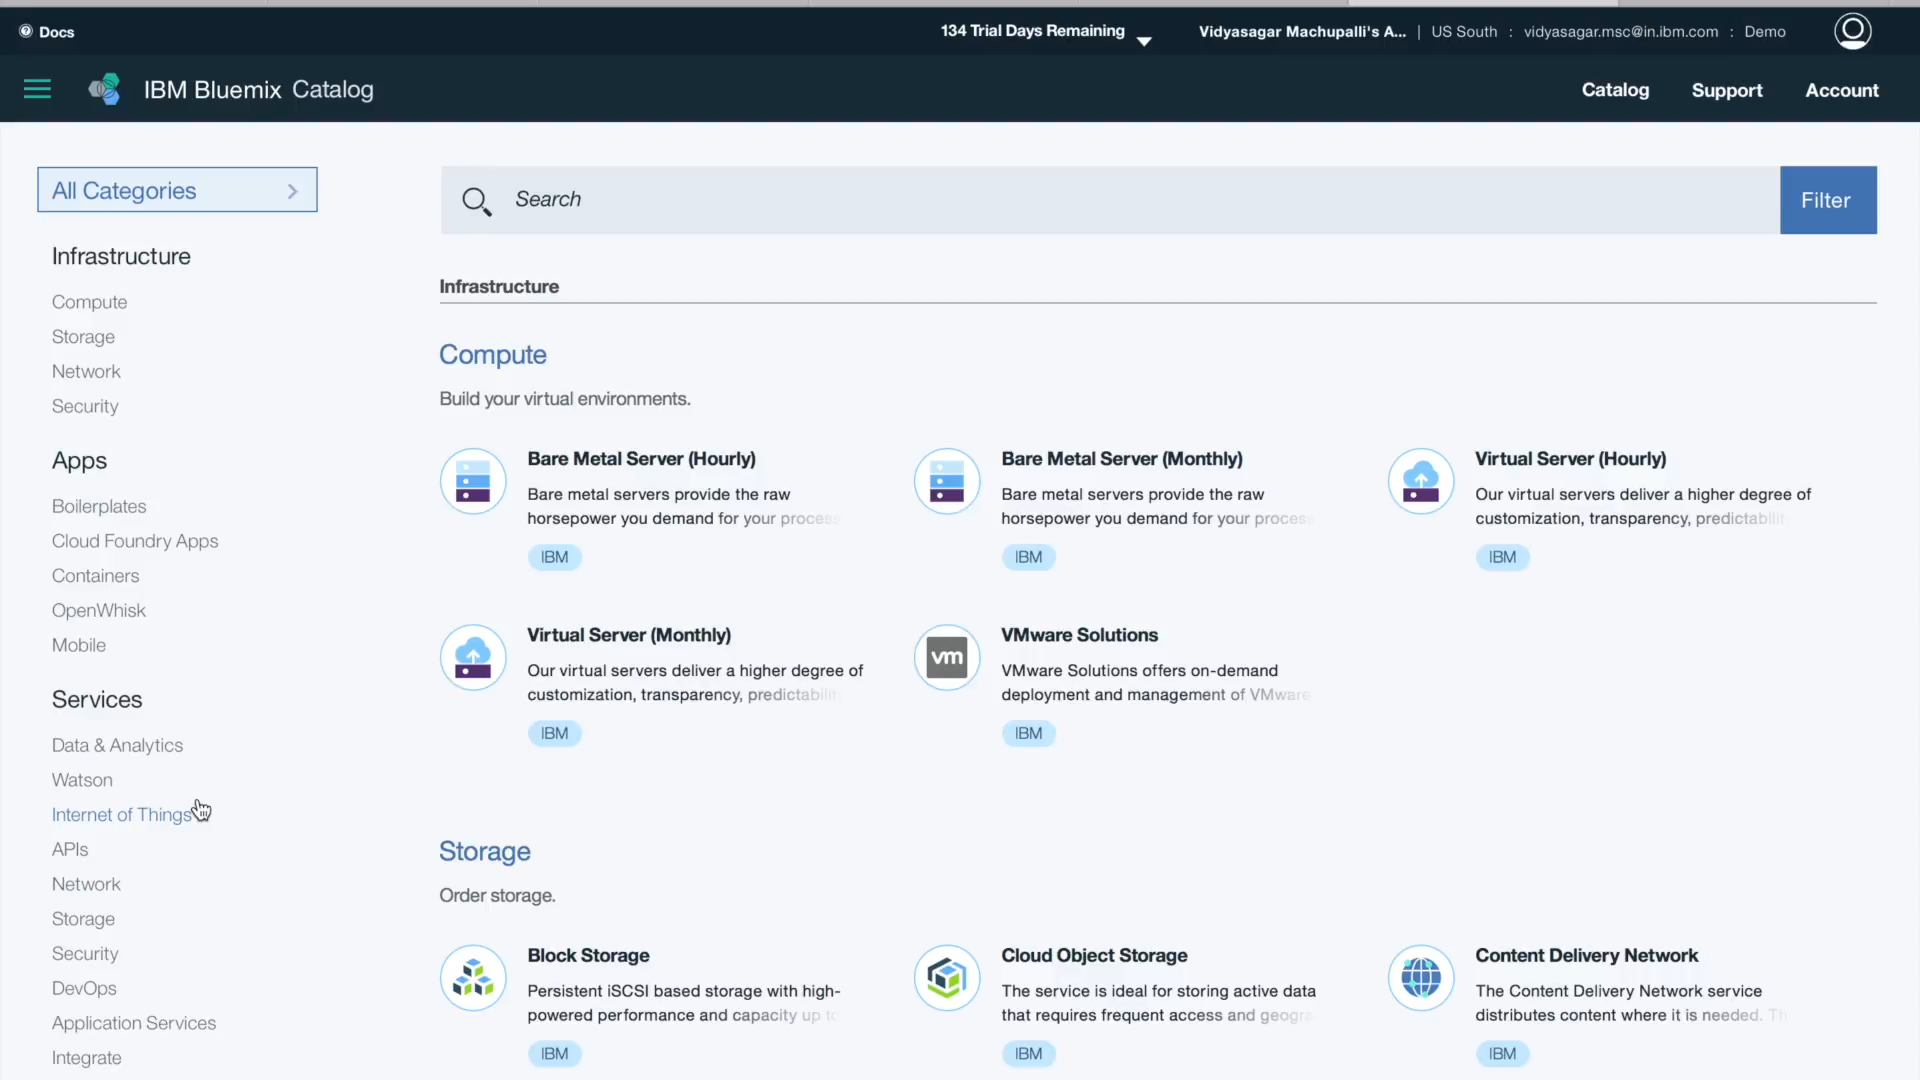 Docs
134 Trial Days Remaining
Vidyasagar Machupalli's A... | US South : vidyasagar.msc@in.ibm.com : Demo
IBM Bluemix Catalog
Catalog
Support
Account
All Categories
Infrastructure
Compute
Storage
Network
Security
Apps
Boilerplates
Cloud Foundry Apps
Containers
OpenWhisk
Mobile
Services
Data & Analytics
Watson
Internet of Things
APIs
Network
Storage
Security
DevOps
Application Services
Integrate
Search
Filter
Infrastructure
Compute
Build your virtual environments.
Bare Metal Server (Hourly)
Bare metal servers provide the raw
horsepower you demand for your process
IBM
Bare Metal Server (Monthly)
Bare metal servers provide the raw
horsepower you demand for your process
IBM
Virtual Server (Hourly)
Our virtual servers deliver a higher degree of
customization, transparency, predictabilit
IBM
Virtual Server (Monthly)
Our virtual servers deliver a higher degree of
customization, transparency, predictabilit
IBM
vm
VMware Solutions
VMware Solutions offers on-demand
deployment and management of VMware
IBM
Storage
Order storage.
Block Storage
Persistent iSCSI based storage with high-
powered performance and capacity up to
IBM
Cloud Object Storage
The service is ideal for storing active data
that requires frequent access and geogra
IBM
Content Delivery Network
The Content Delivery Network service
distributes content where it is needed. Th
IBM